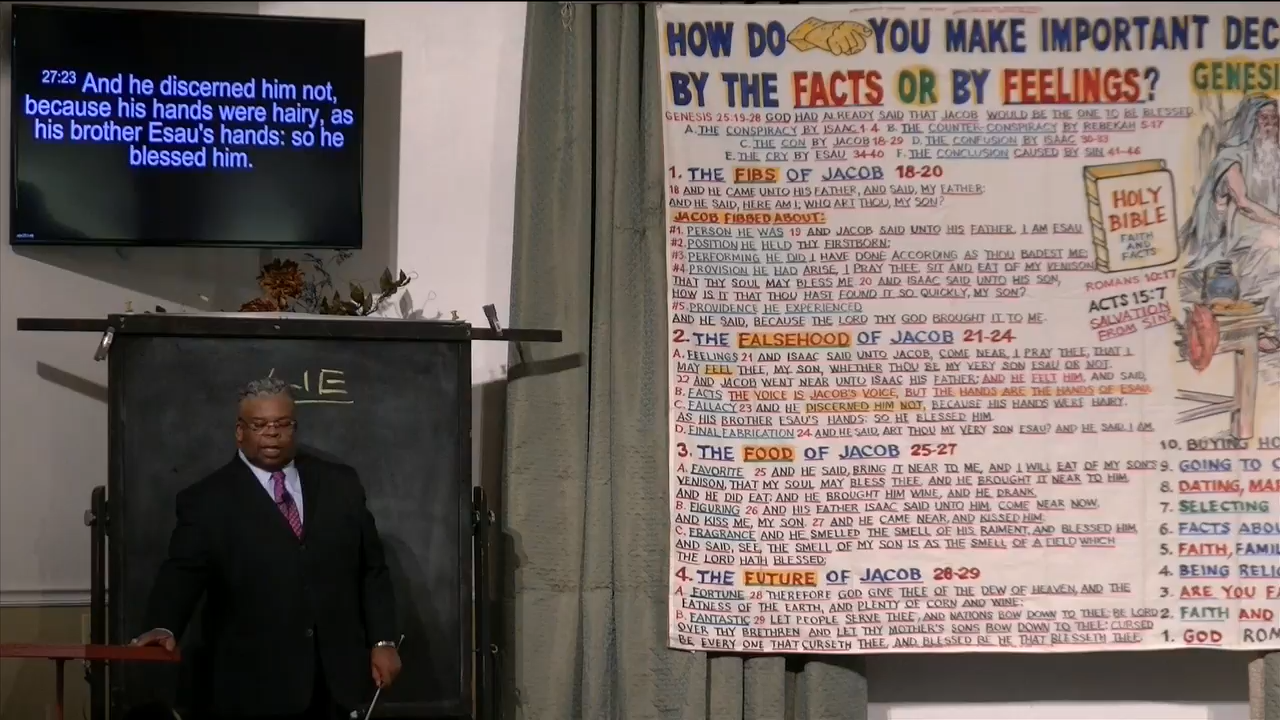 27:23 And he discerned him not,
because his hands were hairy, as
his brother Esau's hands: so he
blessed him.
HOW DO YOU MAKE IMPORTANT DEC
BY THE FACTS OR BY FEELINGS?
GENESI
GENESIS 25:19-28 GOD HAD ALREADY SAID THAT JACOB WOULD BE THE ONE TO BE BLESSED
A. THE CONSPIRACY BY ISAAC 1-4 B. THE COUNTER-CONSPIRACY BY REBEKAH 5-17
C. THE CON BY JACOB 18-29 D. THE CONFUSION BY ISAAC 30-33
E. THE CRY BY ESAU 34-40 F. THE CONCLUSION CAUSED BY SIN 41-46
1. THE FIBS OF JACOB 18-20
18 AND HE CAME UNTO HIS FATHER, AND SAID, MY FATHER:
AND HE SAID, HERE AM I; WHO ART THOU, MY SON?
JACOB FIBBED ABOUT:
#1. PERSON HE WAS 19 AND JACOB SAID UNTO HIS FATHER, I AM ESAU
#2. POSITION HE HELD THY FIRSTBORN;
#3. PERFORMING HE DID I HAVE DONE ACCORDING AS THOU BADEST ME:
#4. PROVISION HE HAD ARISE, I PRAY THEE, SIT AND EAT OF MY VENISON,
THAT THY SOUL MAY BLESS ME. 20 AND ISAAC SAID UNTO HIS SON,
HOW IS IT THAT THOU HAST FOUND IT SO QUICKLY, MY SON?
#5. PROVIDENCE HE EXPERIENCED
AND HE SAID, BECAUSE THE LORD THY GOD BROUGHT IT TO ME.
HOLY
BIBLE
FAITH
AND
FACTS
ROMANS 10:17
ACTS 15:7
SALVATION
FROM SIN
2. THE FALSEHOOD OF JACOB 21-24
A. FEELINGS 21 AND ISAAC SAID UNTO JACOB, COME NEAR, I PRAY THEE, THAT I
MAY FEEL THEE, MY SON, WHETHER THOU BE MY VERY SON ESAU OR NOT.
22 AND JACOB WENT NEAR UNTO ISAAC HIS FATHER; AND HE FELT HIM, AND SAID,
B. FACTS THE VOICE IS JACOB'S VOICE, BUT THE HANDS ARE THE HANDS OF ESAU.
C. FALLACY 23 AND HE DISCERNED HIM NOT, BECAUSE HIS HANDS WERE HAIRY,
AS HIS BROTHER ESAU'S HANDS: SO HE BLESSED HIM.
D. FINAL FABRICATION 24 AND HE SAID, ART THOU MY VERY SON ESAU? AND HE SAID, I AM.
3. THE FOOD OF JACOB 25-27
A. FAVORITE 25 AND HE SAID, BRING IT NEAR TO ME, AND I WILL EAT OF MY SON'S
VENISON, THAT MY SOUL MAY BLESS THEE. AND HE BROUGHT IT NEAR TO HIM,
AND HE DID EAT: AND HE BROUGHT HIM WINE, AND HE DRANK.
B. FIGURING 26 AND HIS FATHER ISAAC SAID UNTO HIM, COME NEAR NOW,
AND KISS ME, MY SON. 27 AND HE CAME NEAR, AND KISSED HIM:
C. FRAGRANCE AND HE SMELLED THE SMELL OF HIS RAIMENT, AND BLESSED HIM,
AND SAID, SEE, THE SMELL OF MY SON IS AS THE SMELL OF A FIELD WHICH
THE LORD HATH BLESSED:
4. THE FUTURE OF JACOB 28-29
A. FORTUNE 28 THEREFORE GOD GIVE THEE OF THE DEW OF HEAVEN, AND THE
FATNESS OF THE EARTH, AND PLENTY OF CORN AND WINE:
B. FANTASTIC 29 LET PEOPLE SERVE THEE, AND NATIONS BOW DOWN TO THEE: BE LORD
OVER THY BRETHREN AND LET THY MOTHER'S SONS BOW DOWN TO THEE: CURSED
BE EVERY ONE THAT CURSETH THEE, AND BLESSED BE HE THAT BLESSETH THEE.
10. BUYING HO
9. GOING TO C
8. DATING, MAR
7. SELECTING
6. FACTS ABOU
5. FAITH, FAMIL
4. BEING RELIG
3. ARE YOU FA
2. FAITH AND
1. GOD ROM